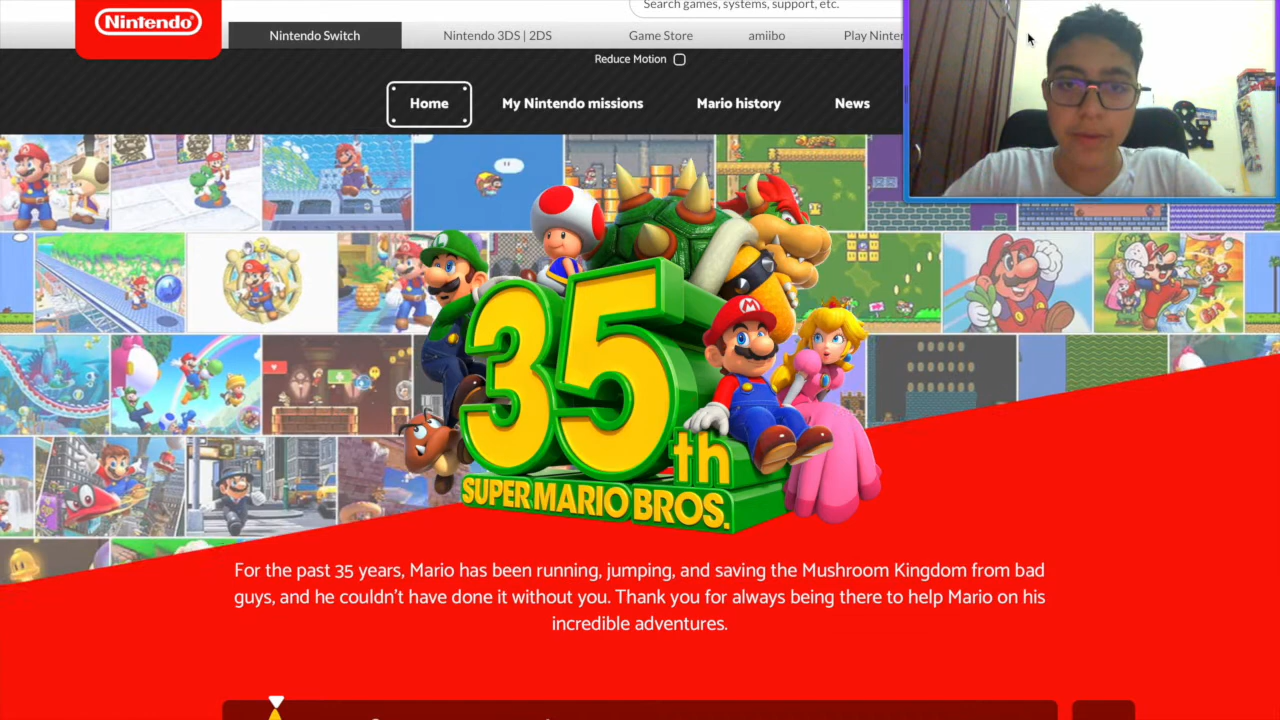 Search games, systems, support, etc.
Nintendo
Nintendo Switch
Nintendo 3DS | 2DS
Game Store
amiibo
Play Ninten
Reduce Motion
Home
My Nintendo missions
Mario history
News
35th
SUPER MARIO BROS.
For the past 35 years, Mario has been running, jumping, and saving the Mushroom Kingdom from bad
guys, and he couldn't have done it without you. Thank you for always being there to help Mario on his
incredible adventures.